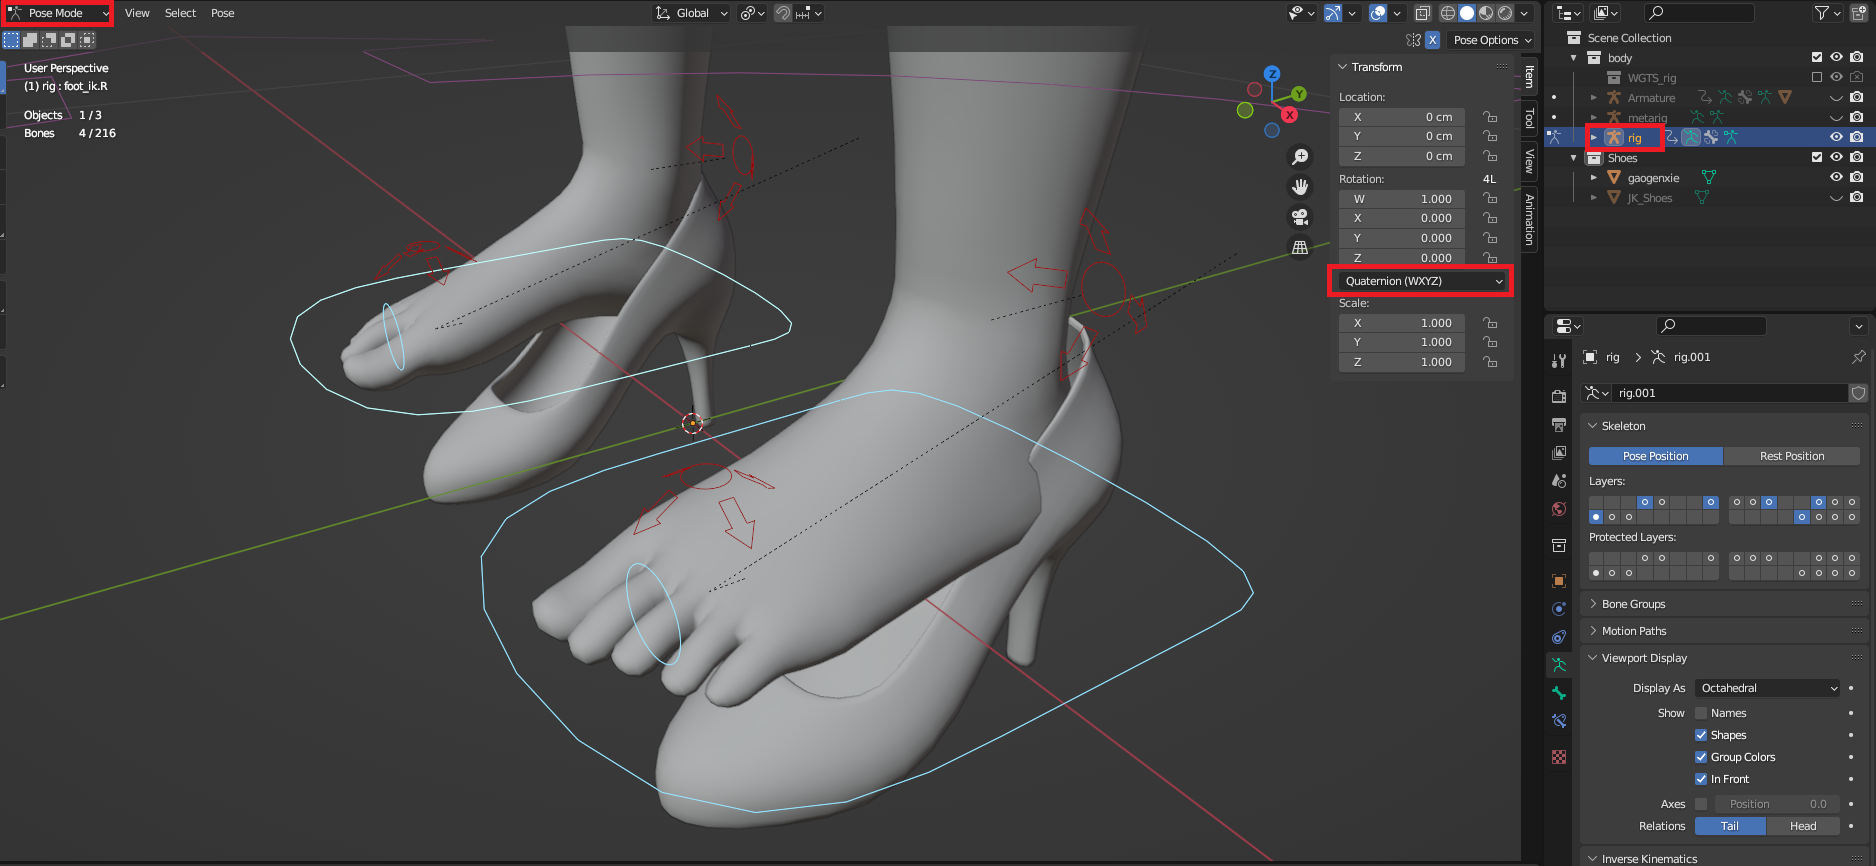 Pose Mode View Select Pose Global
X Pose Options
User Perspective
(1) rig : foot_ik.R
Objects 1 / 3
Bones 4 / 216
Z
Y
X
Transform
Location:
X 0 cm
Y 0 cm
Z 0 cm
Rotation: 4L
W 1.000
X 0.000
Y 0.000
Z 0.000
Quaternion (WXYZ)
Scale:
X 1.000
Y 1.000
Z 1.000
Item
Tool
View
Animation
Scene Collection
body
WGTS_rig
Armature
metarig
rig
Shoes
gaogenxie
JK_Shoes
rig rig.001
rig.001
Skeleton
Pose Position Rest Position
Layers:
Protected Layers:
Bone Groups
Motion Paths
Viewport Display
Display As Octahedral
Show Names
Shapes
Group Colors
In Front
Axes Position 0.0
Relations Tail Head
Inverse Kinematics